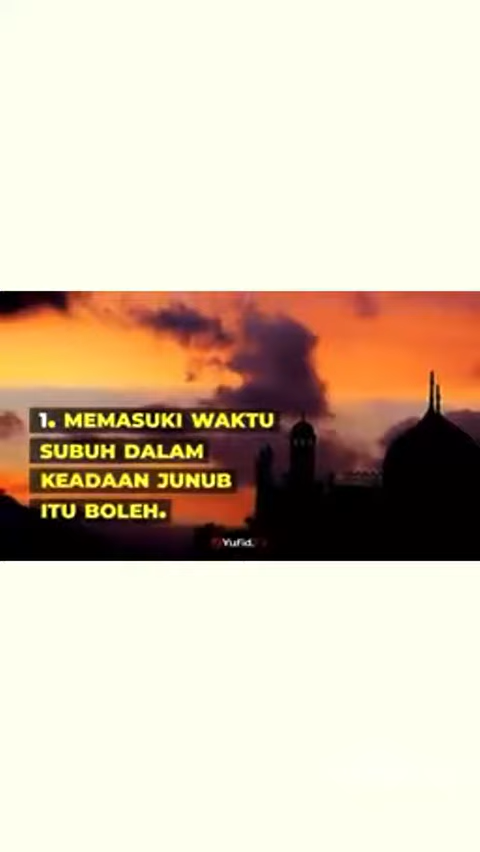 1. MEMASUKI WAKTU
SUBUH DALAM
KEADAAN JUNUB
ITU BOLEH.
YuFid.